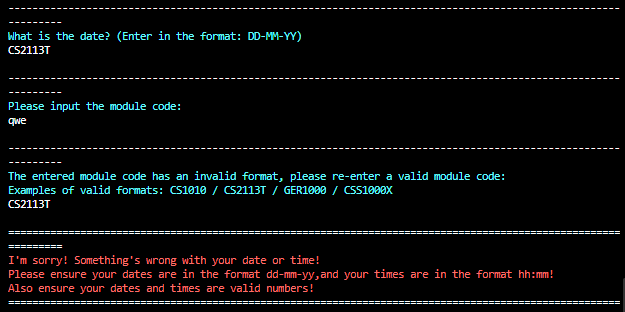 --------------------------------------------------------------------------------------------------
---------
What is the date? (Enter in the format: DD-MM-YY)
CS2113T
--------------------------------------------------------------------------------------------------
---------
Please input the module code:
qwe
--------------------------------------------------------------------------------------------------
---------
The entered module code has an invalid format, please re-enter a valid module code:
Examples of valid formats: CS1010 / CS2113T / GER1000 / CSS1000X
CS2113T
==================================================================================================
=========
I'm sorry! Something's wrong with your date or time!
Please ensure your dates are in the format dd-mm-yy,and your times are in the format hh:mm!
Also ensure your dates and times are valid numbers!
==================================================================================================